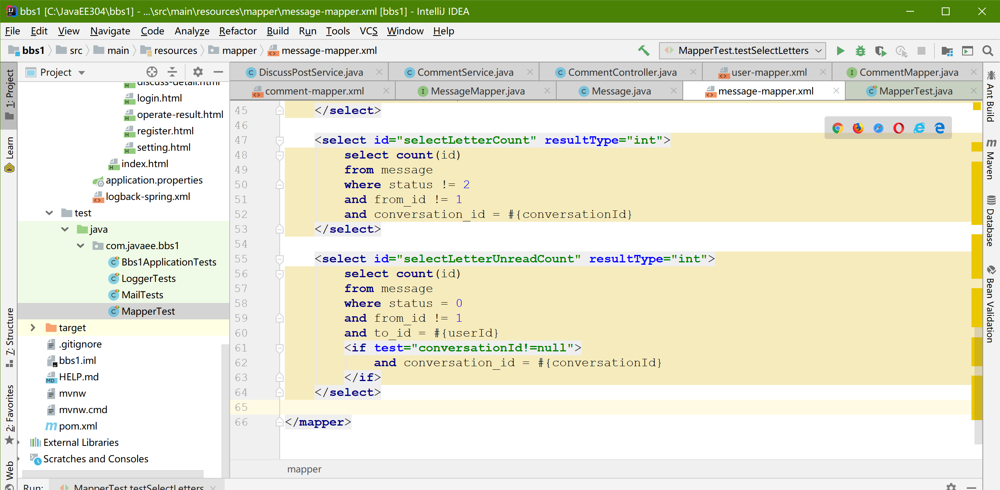 bbs1 [C:\JavaEE304\bbs1] - ...\src\main\resources\mapper\message-mapper.xml [bbs1] - IntelliJ IDEA
File Edit View Navigate Code Analyze Refactor Build Run Tools VCS Window Help
bbs1 src main resources mapper message-mapper.xml
MapperTest.testSelectLetters
1: Project
Learn
7: Structure
2: Favorites
Web
Project
discuss-detail.html
login.html
operate-result.html
register.html
setting.html
index.html
application.properties
logback-spring.xml
test
java
com.javaee.bbs1
Bbs1ApplicationTests
LoggerTests
MailTests
MapperTest
target
.gitignore
bbs1.iml
HELP.md
mvnw
mvnw.cmd
pom.xml
External Libraries
Scratches and Consoles
DiscussPostService.java CommentService.java CommentController.java user-mapper.xml CommentMapper.java
comment-mapper.xml MessageMapper.java Message.java message-mapper.xml MapperTest.java
45 </select>
46
47 <select id="selectLetterCount" resultType="int">
48 select count(id)
49 from message
50 where status != 2
51 and from_id != 1
52 and conversation_id = #{conversationId}
53 </select>
54
55 <select id="selectLetterUnreadCount" resultType="int">
56 select count(id)
57 from message
58 where status = 0
59 and from_id != 1
60 and to_id = #{userId}
61 <if test="conversationId!=null">
62 and conversation_id = #{conversationId}
63 </if>
64 </select>
65
66 </mapper>
mapper
Ant Build
Maven
Database
Bean Validation
Run: MapperTest.testSelectLetters